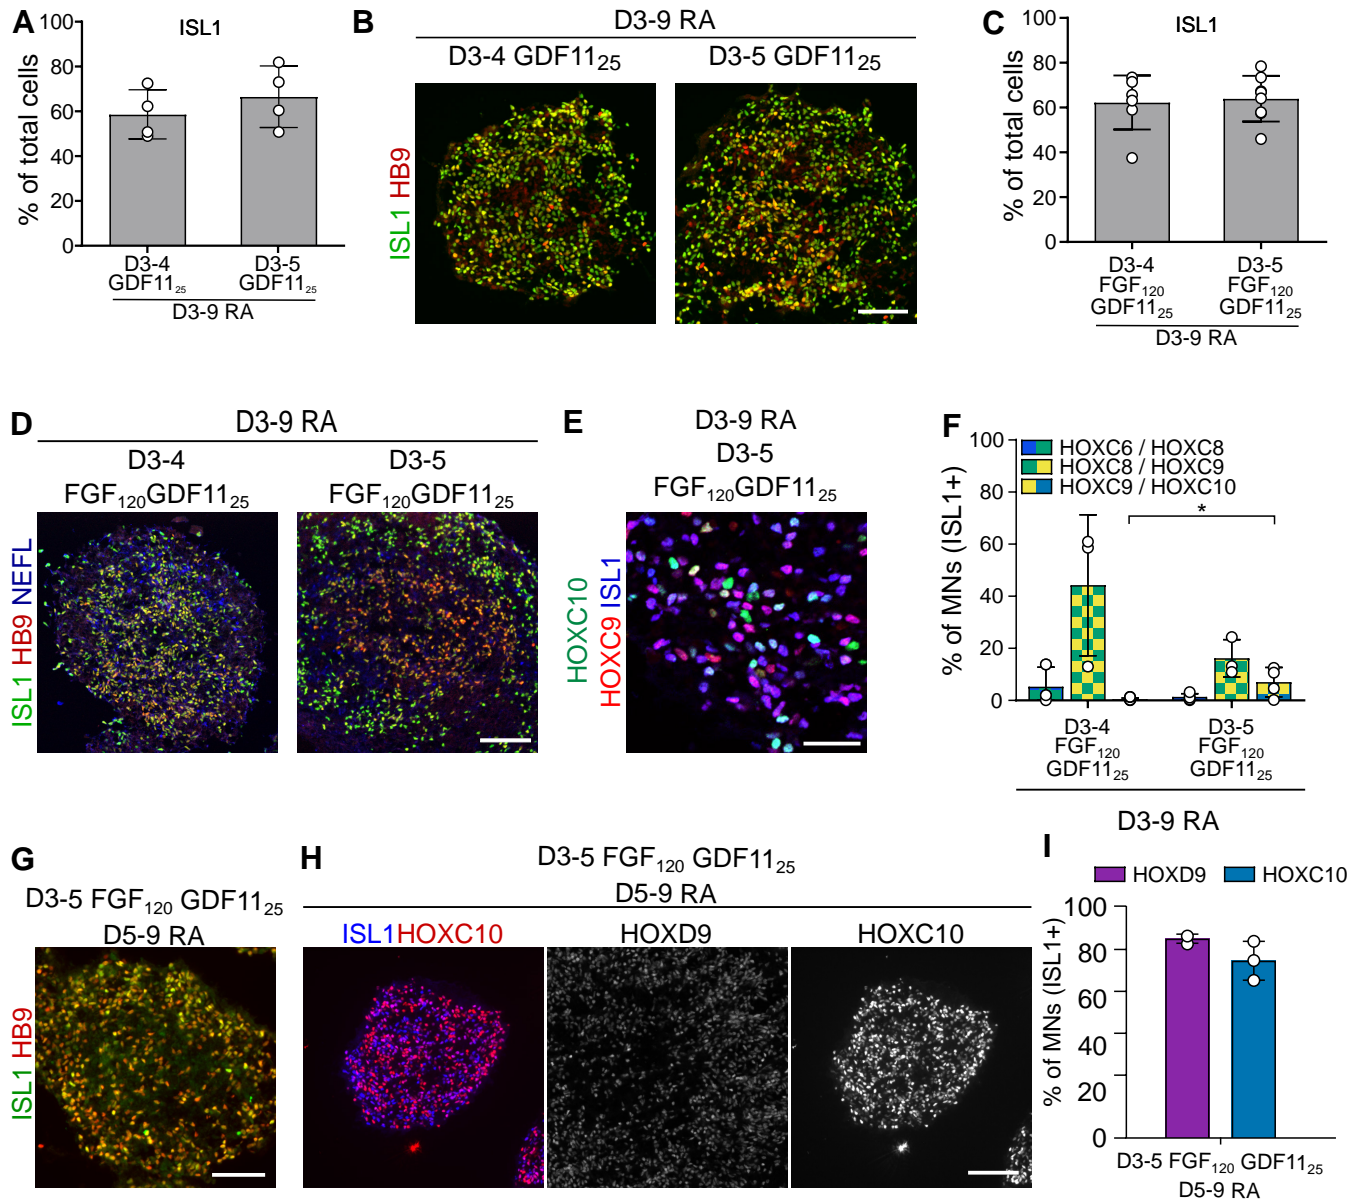 A
ISL1
% of total cells
100
80
60
40
20
0
D3-4
GDF11₂₅
D3-5
GDF11₂₅
D3-9 RA
B
D3-9 RA
D3-4 GDF11₂₅
D3-5 GDF11₂₅
ISL1 HB9
C
ISL1
% of total cells
100
80
60
40
20
0
D3-4
FGF₁₂₀
GDF11₂₅
D3-5
FGF₁₂₀
GDF11₂₅
D3-9 RA
D
D3-9 RA
D3-4
FGF₁₂₀GDF11₂₅
D3-5
FGF₁₂₀GDF11₂₅
ISL1 HB9 NEFL
E
D3-9 RA
D3-5
FGF₁₂₀GDF11₂₅
HOXC10
HOXC9 ISL1
F
HOXC6 / HOXC8
HOXC8 / HOXC9
HOXC9 / HOXC10
*
% of MNs (ISL1+)
100
80
60
40
20
0
D3-4
FGF₁₂₀
GDF11₂₅
D3-5
FGF₁₂₀
GDF11₂₅
D3-9 RA
G
D3-5 FGF₁₂₀ GDF11₂₅
D5-9 RA
ISL1 HB9
H
D3-5 FGF₁₂₀ GDF11₂₅
D5-9 RA
ISL1HOXC10
HOXD9
HOXC10
I
HOXD9
HOXC10
% of MNs (ISL1+)
100
80
60
40
20
0
D3-5 FGF₁₂₀ GDF11₂₅
D5-9 RA